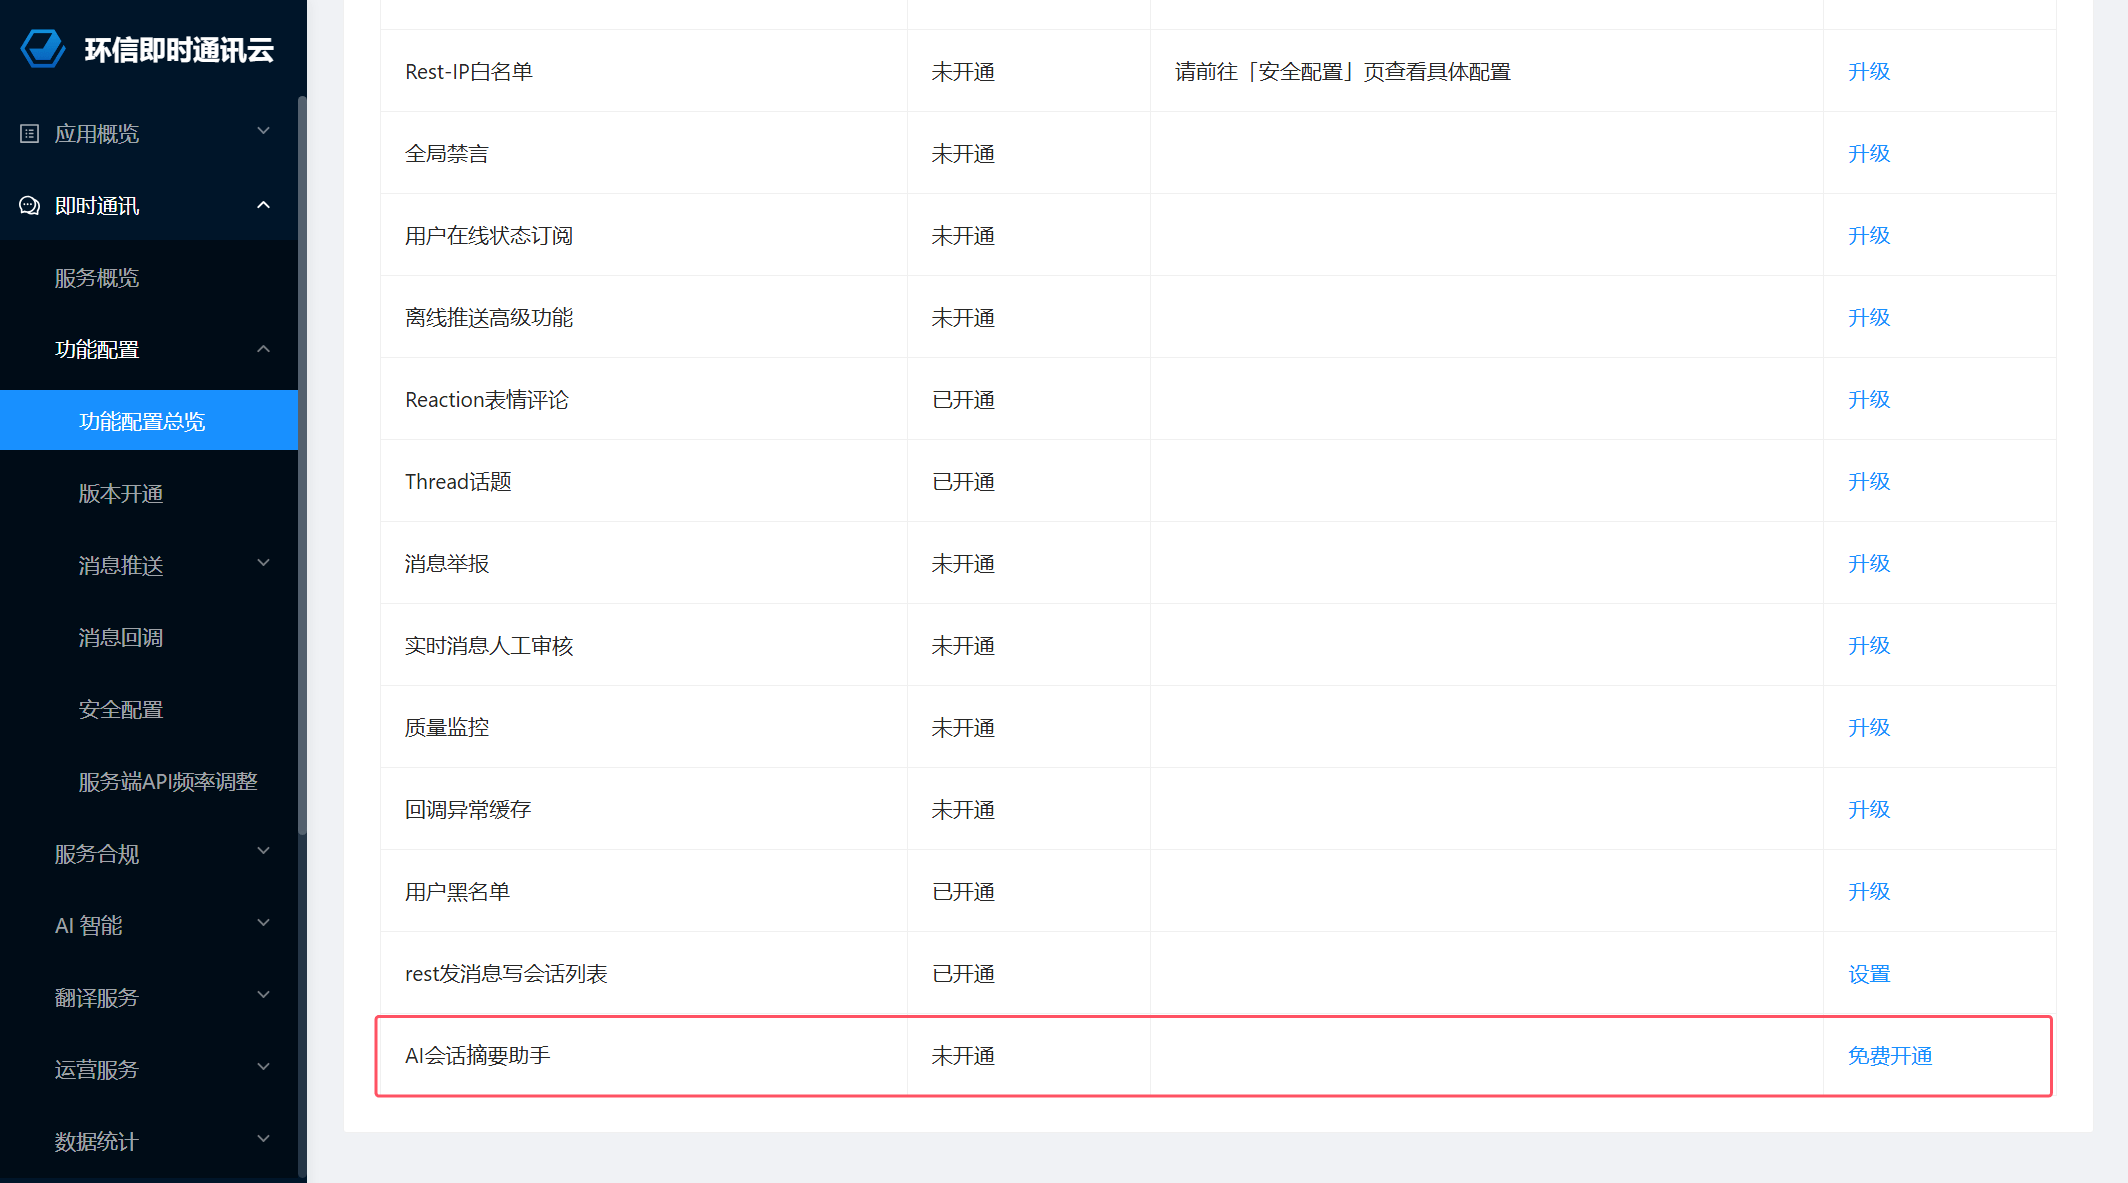 环信即时通讯云
应用概览
即时通讯
服务概览
功能配置
功能配置总览
版本开通
消息推送
消息回调
安全配置
服务端API频率调整
服务合规
AI 智能
翻译服务
运营服务
数据统计
Rest-IP白名单 未开通 请前往「安全配置」页查看具体配置 升级
全局禁言 未开通 升级
用户在线状态订阅 未开通 升级
离线推送高级功能 未开通 升级
Reaction表情评论 已开通 升级
Thread话题 已开通 升级
消息举报 未开通 升级
实时消息人工审核 未开通 升级
质量监控 未开通 升级
回调异常缓存 未开通 升级
用户黑名单 已开通 升级
rest发消息写会话列表 已开通 设置
AI会话摘要助手 未开通 免费开通